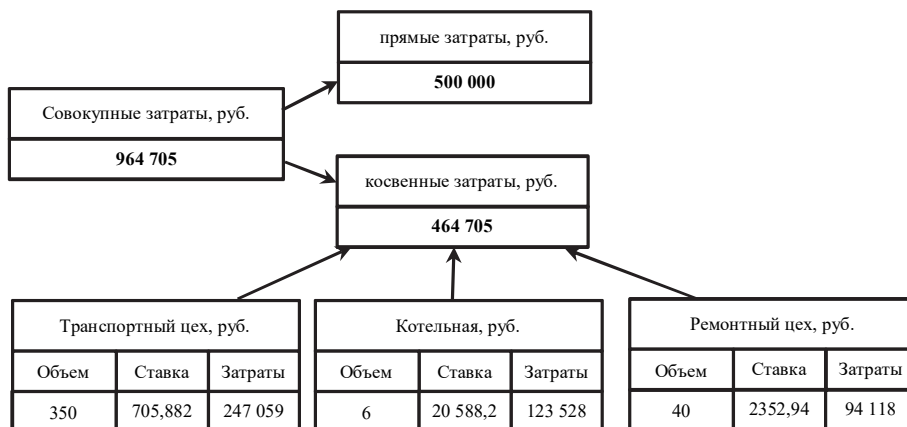 прямые затраты, руб.
500 000
Совокупные затраты, руб.
964 705
косвенные затраты, руб.
464 705
Транспортный цех, руб.
Объем Ставка Затраты
350 705,882 247 059
Котельная, руб.
Объем Ставка Затраты
6 20 588,2 123 528
Ремонтный цех, руб.
Объем Ставка Затраты
40 2352,94 94 118